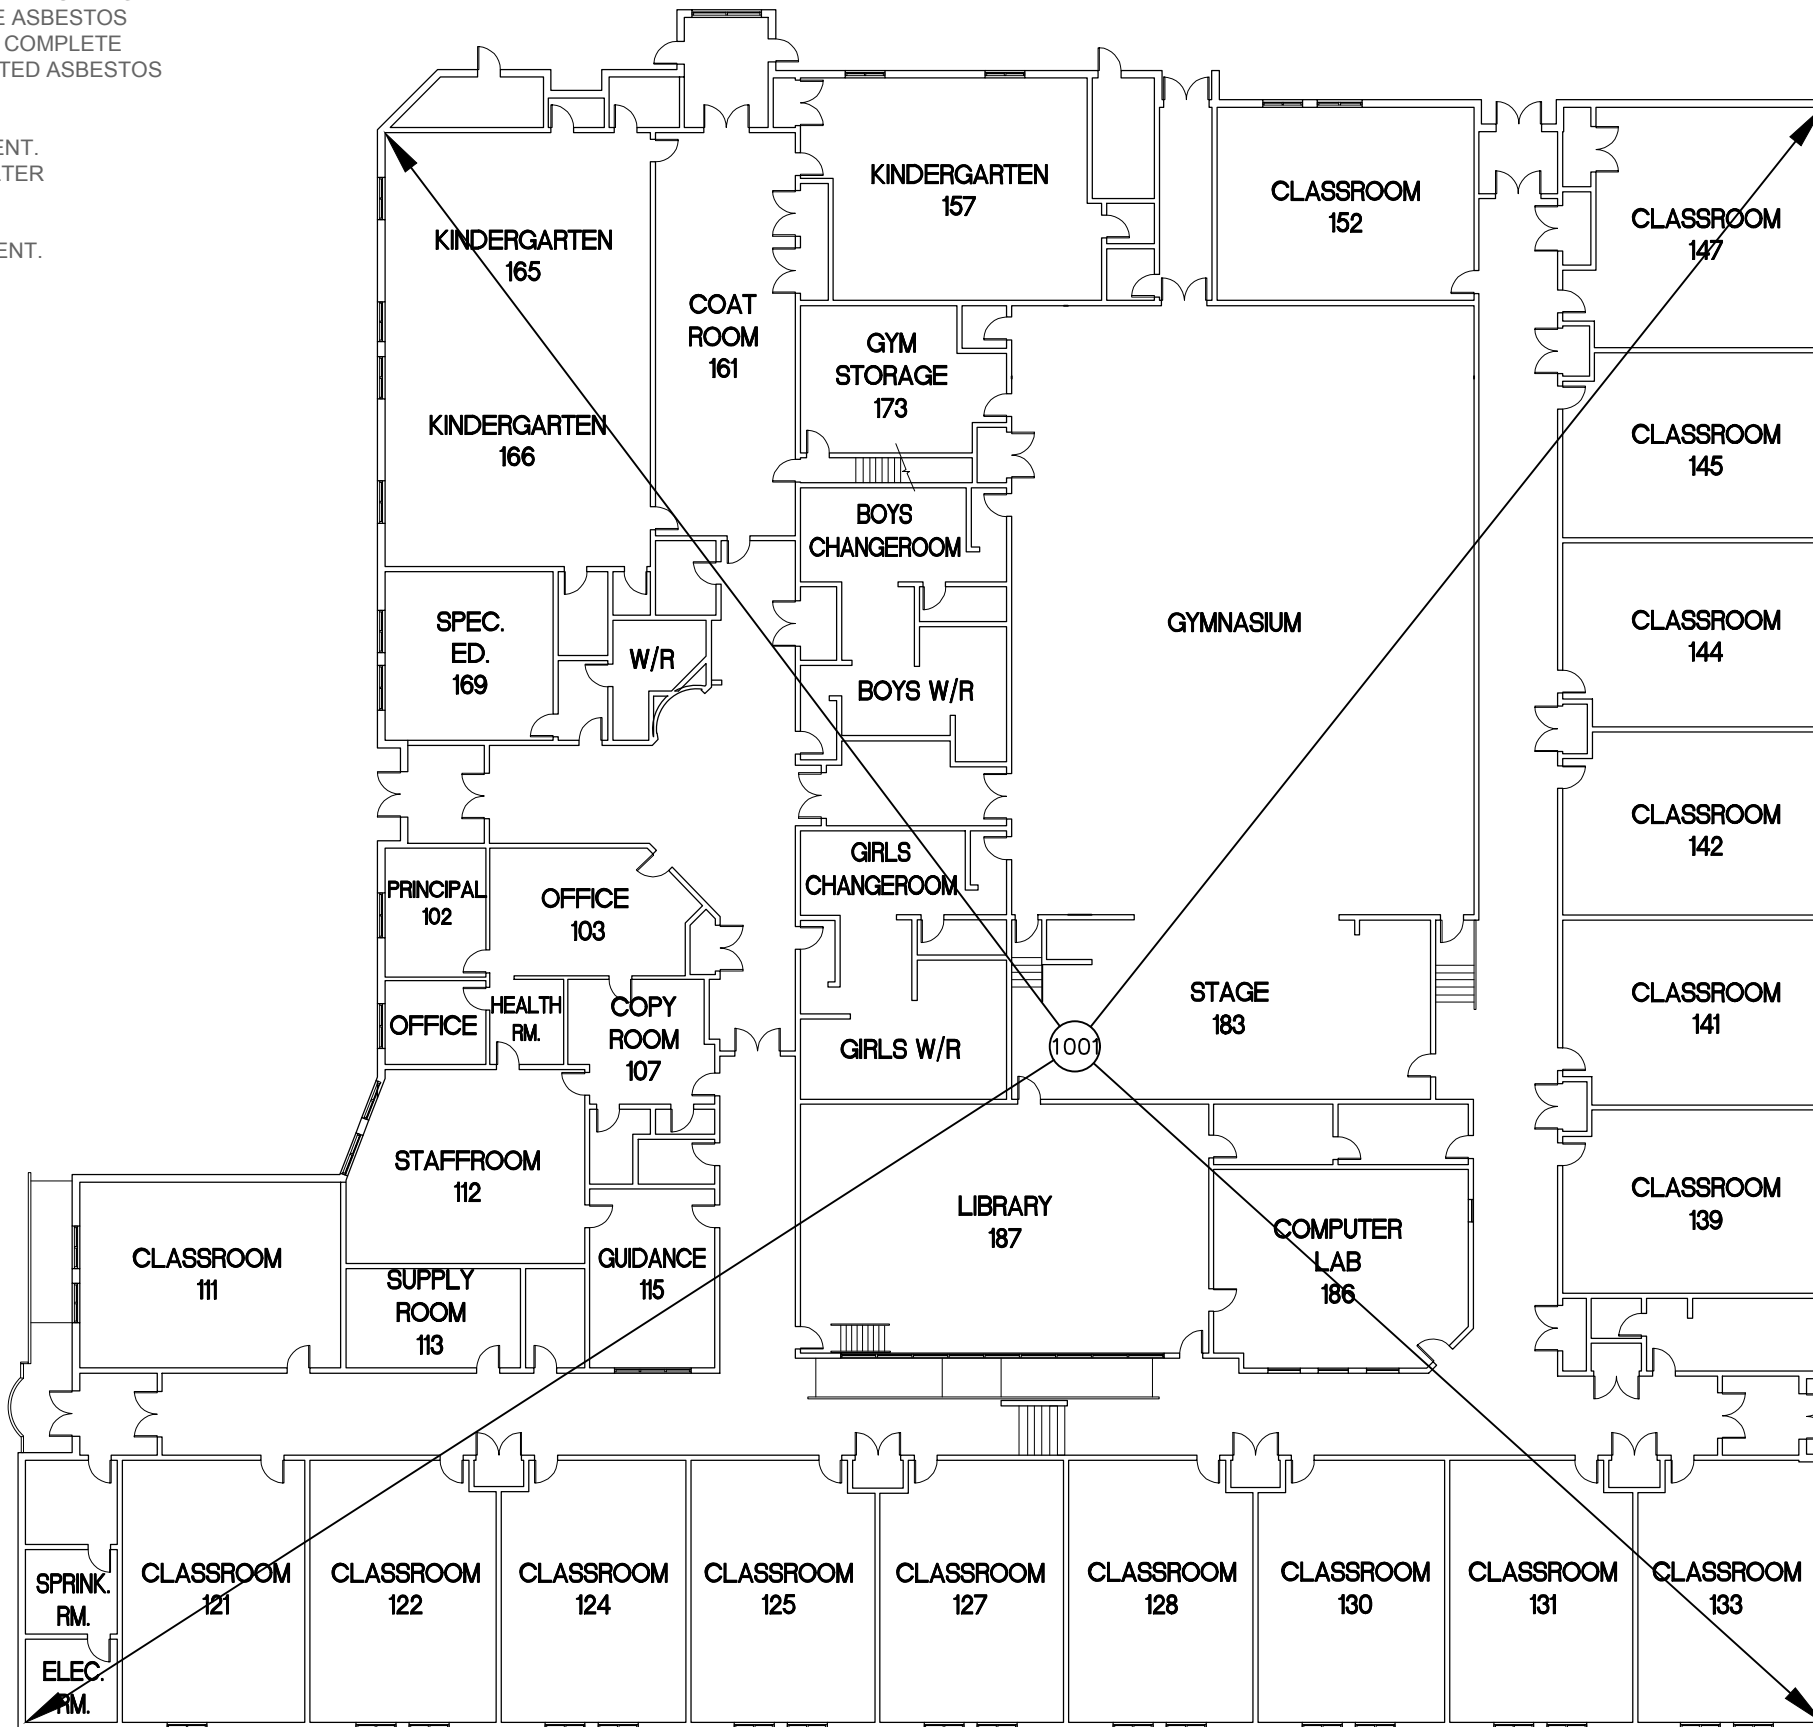 E ASBESTOS
COMPLETE
TED ASBESTOS
ENT.
TER
ENT.
KINDERGARTEN
157
CLASSROOM
152
CLASSROOM
147
KINDERGARTEN
165
COAT
ROOM
161
GYM
STORAGE
173
KINDERGARTEN
166
CLASSROOM
145
BOYS
CHANGEROOM
SPEC.
ED.
169
W/R
BOYS W/R
GYMNASIUM
CLASSROOM
144
CLASSROOM
142
PRINCIPAL
102
OFFICE
103
GIRLS
CHANGEROOM
OFFICE
HEALTH
RM.
COPY
ROOM
107
GIRLS W/R
1001
STAGE
183
CLASSROOM
141
STAFFROOM
112
LIBRARY
187
CLASSROOM
139
CLASSROOM
111
SUPPLY
ROOM
113
GUIDANCE
115
COMPUTER
LAB
186
SPRINK.
RM.
ELEC.
RM.
CLASSROOM
121
CLASSROOM
122
CLASSROOM
124
CLASSROOM
125
CLASSROOM
127
CLASSROOM
128
CLASSROOM
130
CLASSROOM
131
CLASSROOM
133